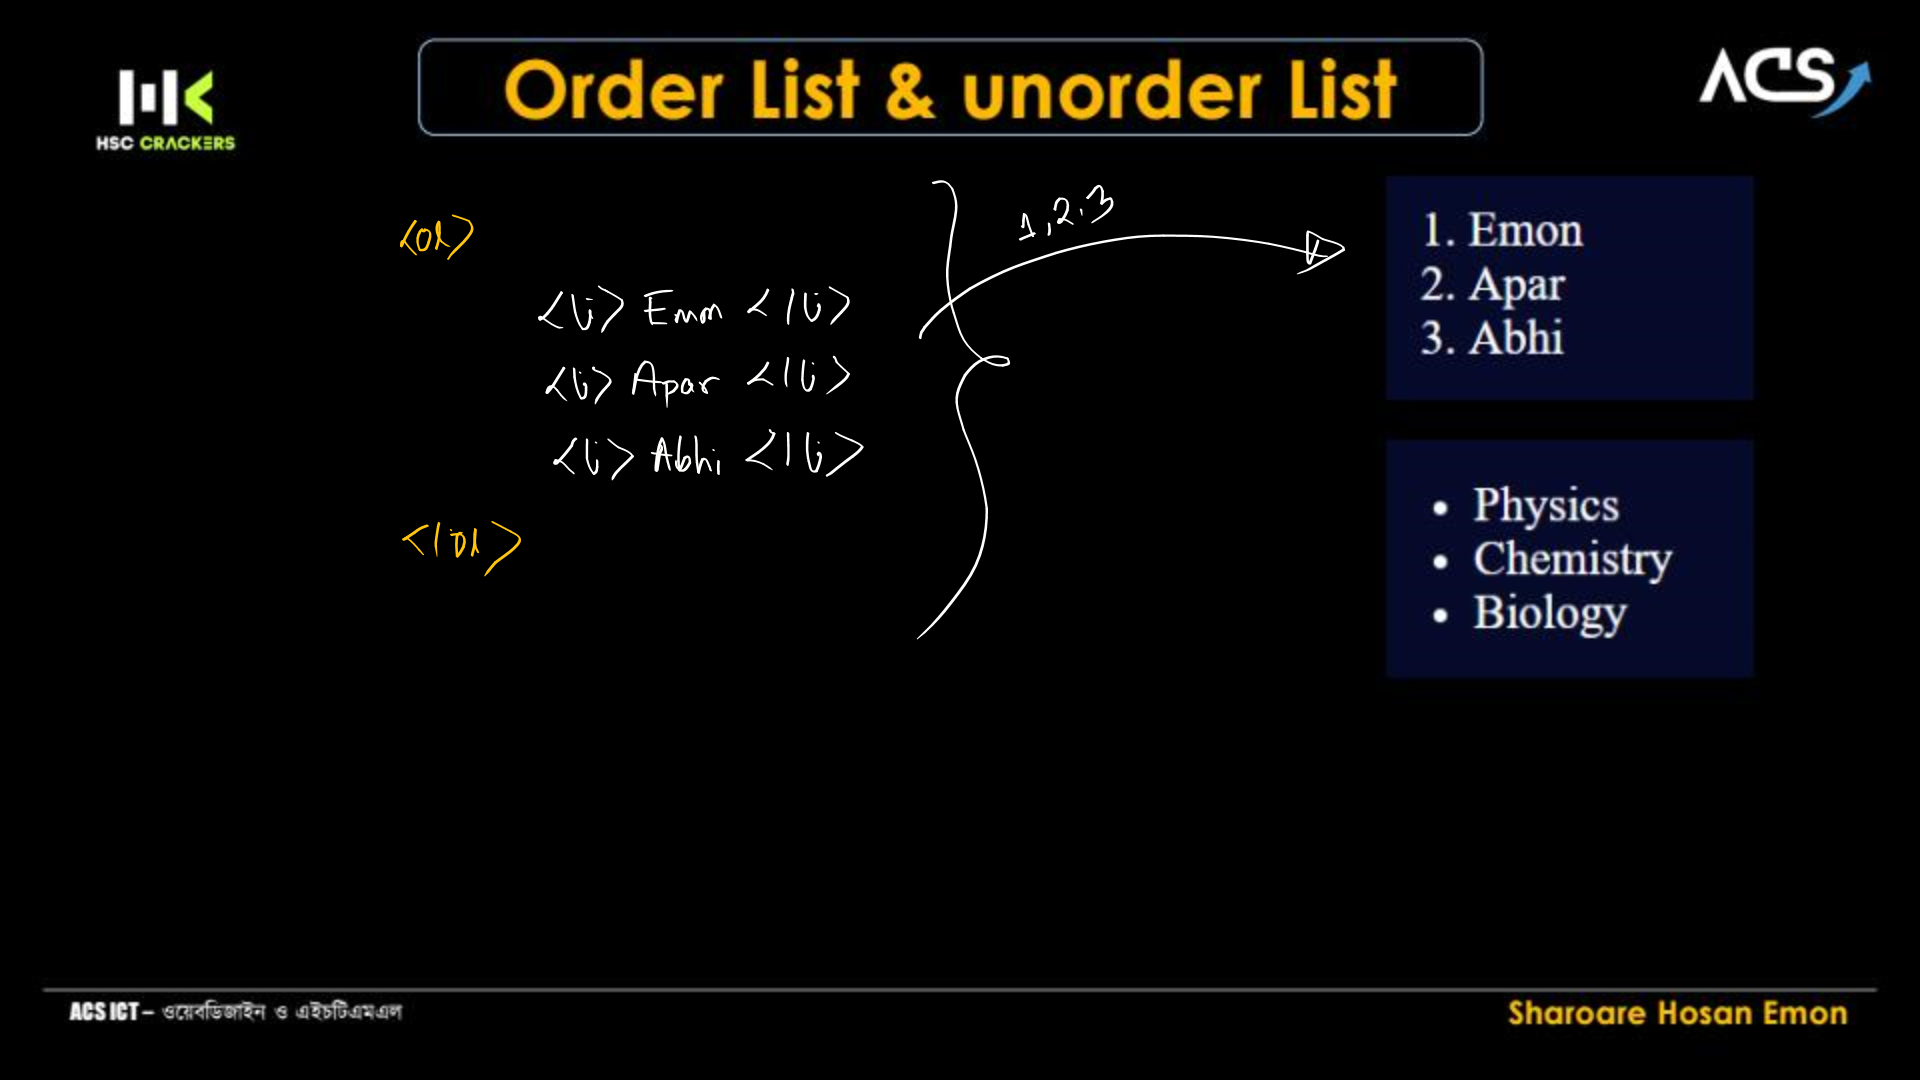 HSC CRACKERS
Order List & unorder List
ACS
<ol>
<li> Emon </li>
<li> Apar </li>
<li> Abhi </li>
</ol>
1,2,3
1. Emon
2. Apar
3. Abhi
• Physics
• Chemistry
• Biology
ACS ICT – ওয়েবডিজাইন ও এইচটিএমএল
Sharoare Hosan Emon